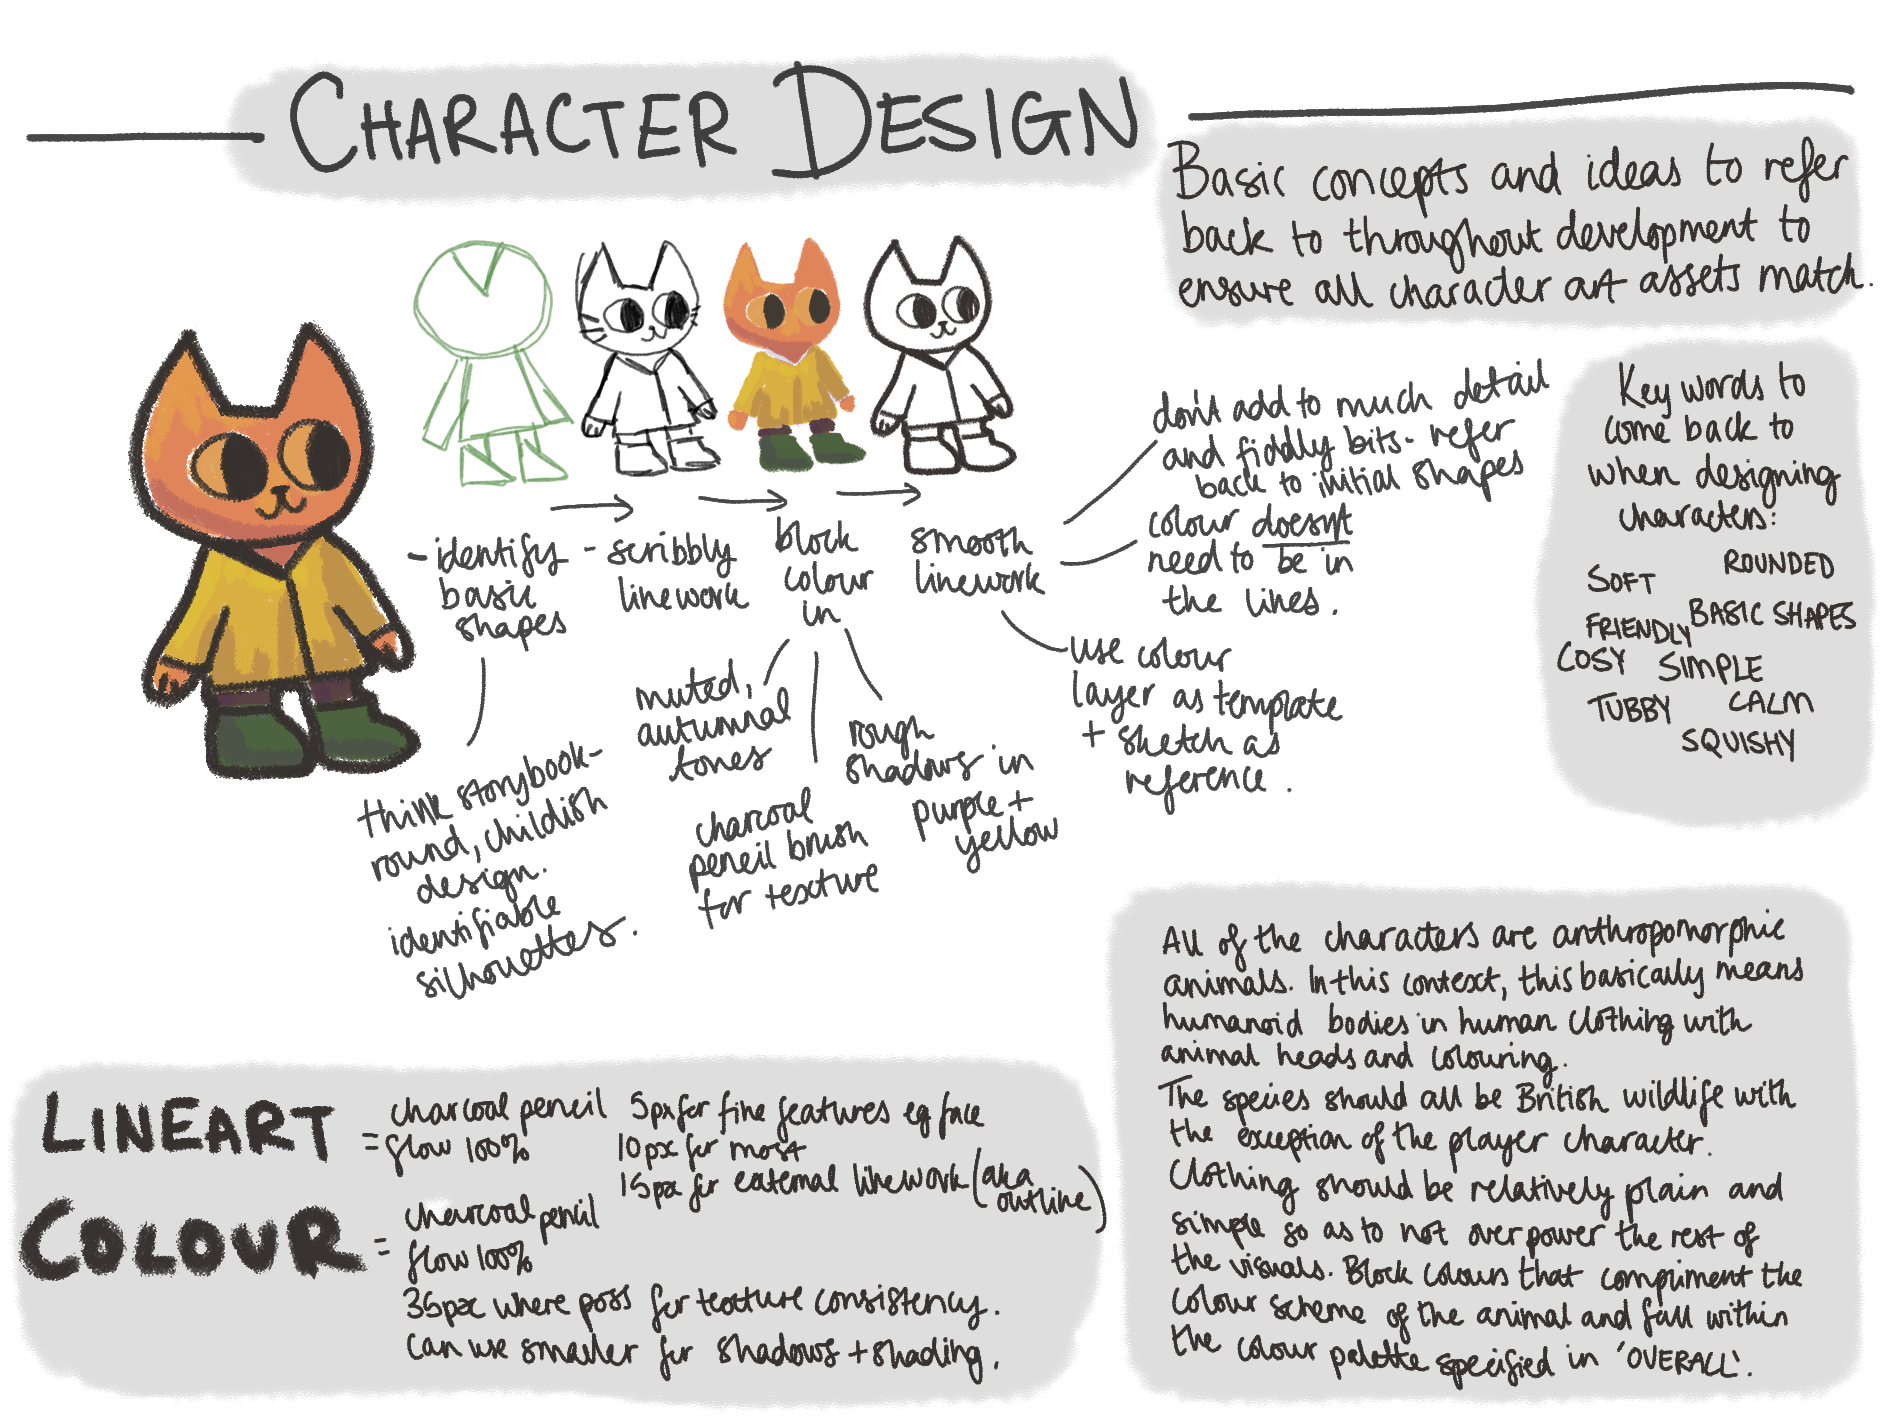 CHARACTER DESIGN
Basic concepts and ideas to refer
back to throughout development to
ensure all character art assets match.
- identify
basic
shapes
- scribbly
linework
block
colour
in
smooth
linework
don't add to much detail
and fiddly bits - refer
back to initial shapes
colour doesnt
need to be in
the lines.
use colour
layer as template
+ sketch as
reference.
think storybook -
round, childish
design.
identifiable
silhouettes.
muted,
autumnal
tones
charcoal
pencil brush
for texture
rough
shadows in
purple +
yellow
Key words to
come back to
when designing
characters:
SOFT
ROUNDED
FRIENDLY
BASIC SHAPES
COSY
SIMPLE
TUBBY
CALM
SQUISHY
LINEART
= charcoal pencil
flow 100%
5px for fine features eg face
10px for most
15px for external linework (aka
outline)
COLOUR
= charcoal pencil
flow 100%
35px where poss for texture consistency.
can use smaller for shadows + shading.
All of the characters are anthropomorphic
animals. In this context, this basically means
humanoid bodies in human clothing with
animal heads and colouring.
The species should all be British wildlife with
the exception of the player character.
Clothing should be relatively plain and
simple so as to not overpower the rest of
the visuals. Block colours that compliment the
colour scheme of the animal and fall within
the colour palette specified in 'OVERALL'.